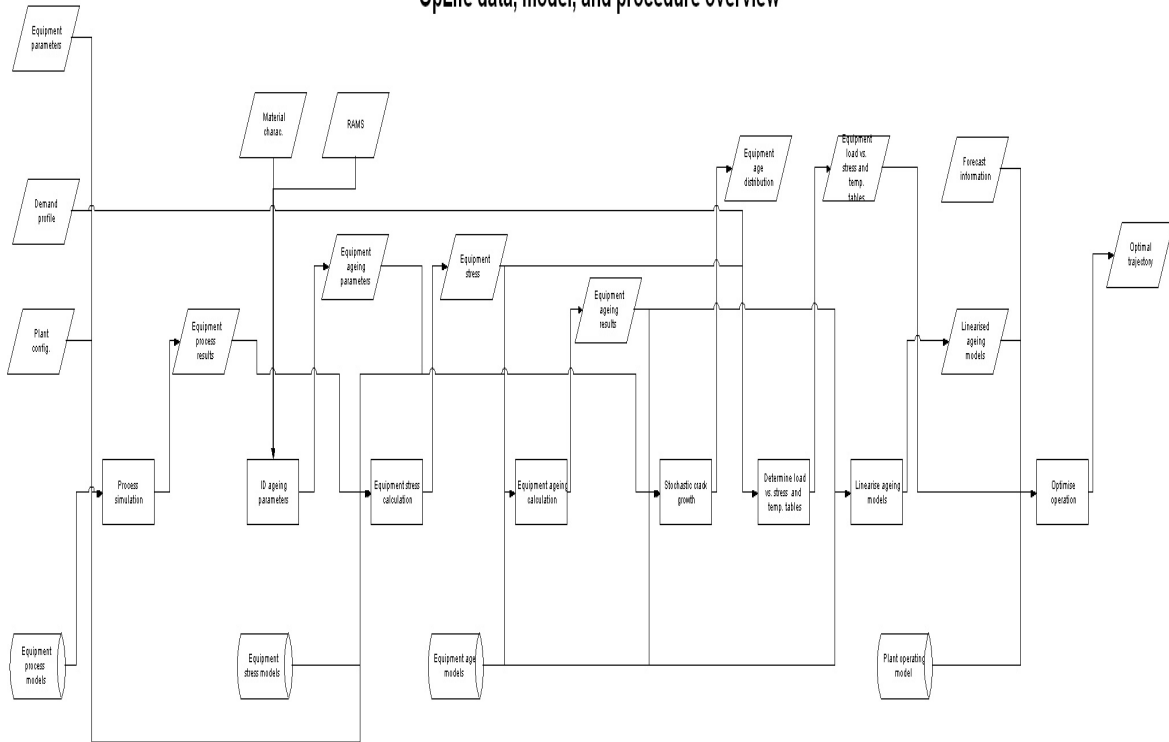 OpLife data, model, and procedure overview
Equipment
parameters
Material
charac.
RAMS
Equipment
age
distribution
Equipment
load vs.
stress and
temp.
tables
Forecast
information
Demand
profile
Equipment
ageing
parameters
Equipment
stress
Optimal
trajectory
Equipment
ageing
results
Plant
config.
Equipment
process
results
Linearised
ageing
models
Process
simulation
ID ageing
parameters
Equipment stress
calculation
Equipment ageing
calculation
Stochastic crack
growth
Determine load
vs. stress and
temp. tables
Linearise ageing
models
Optimise
operation
Equipment
process
models
Equipment
stress models
Equipment age
models
Plant operating
model